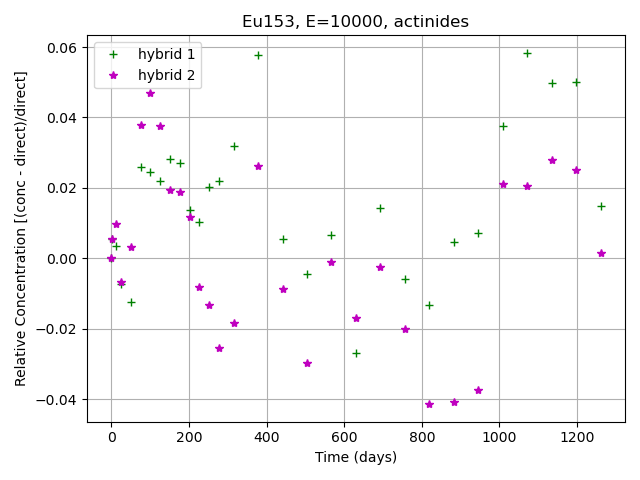 Eu153, E=10000, actinides
hybrid 1
hybrid 2
0.06
0.04
0.02
0.00
−0.02
−0.04
Relative Concentration [(conc - direct)/direct]
0
200
400
600
800
1000
1200
Time (days)